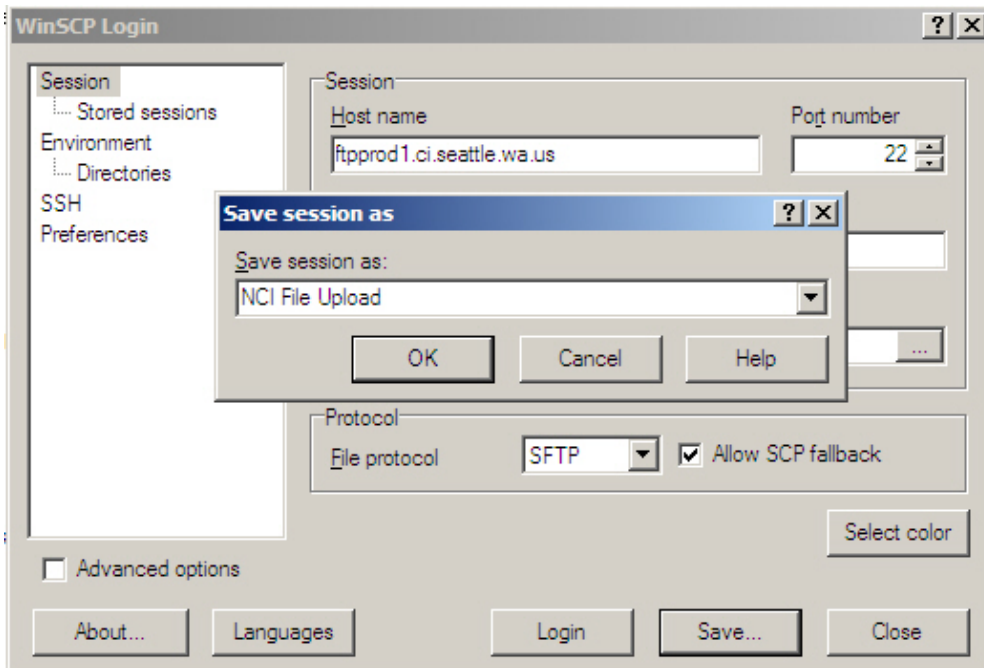 WinSCP Login
Session
Stored sessions
Environment
Directories
SSH
Preferences
Session
Host name
Port number
ftpprod1.ci.seattle.wa.us
22
Save session as
Save session as:
NCI File Upload
OK
Cancel
Help
...
Protocol
File protocol
SFTP
Allow SCP fallback
Select color
Advanced options
About...
Languages
Login
Save...
Close